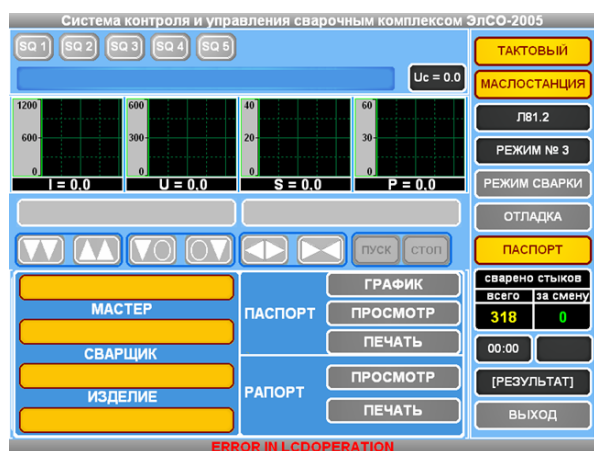 Система контроля и управления сварочным комплексом ЭлСО-2005
SQ 1 SQ 2 SQ 3 SQ 4 SQ 5
Uc = 0.0
1200 600 40 60
600 300 20 30
0 0 0 0
I = 0,0 U = 0,0 S = 0,0 P = 0,0
ПУСК СТОП
МАСТЕР
СВАРЩИК
ИЗДЕЛИЕ
ПАСПОРТ
ГРАФИК
ПРОСМОТР
ПЕЧАТЬ
РАПОРТ
ПРОСМОТР
ПЕЧАТЬ
ТАКТОВЫЙ
МАСЛОСТАНЦИЯ
Л81.2
РЕЖИМ № 3
РЕЖИМ СВАРКИ
ОТЛАДКА
ПАСПОРТ
сварено стыков
всего за смену
318 0
00:00
[РЕЗУЛЬТАТ]
ВЫХОД
ERROR IN LCDOPERATION